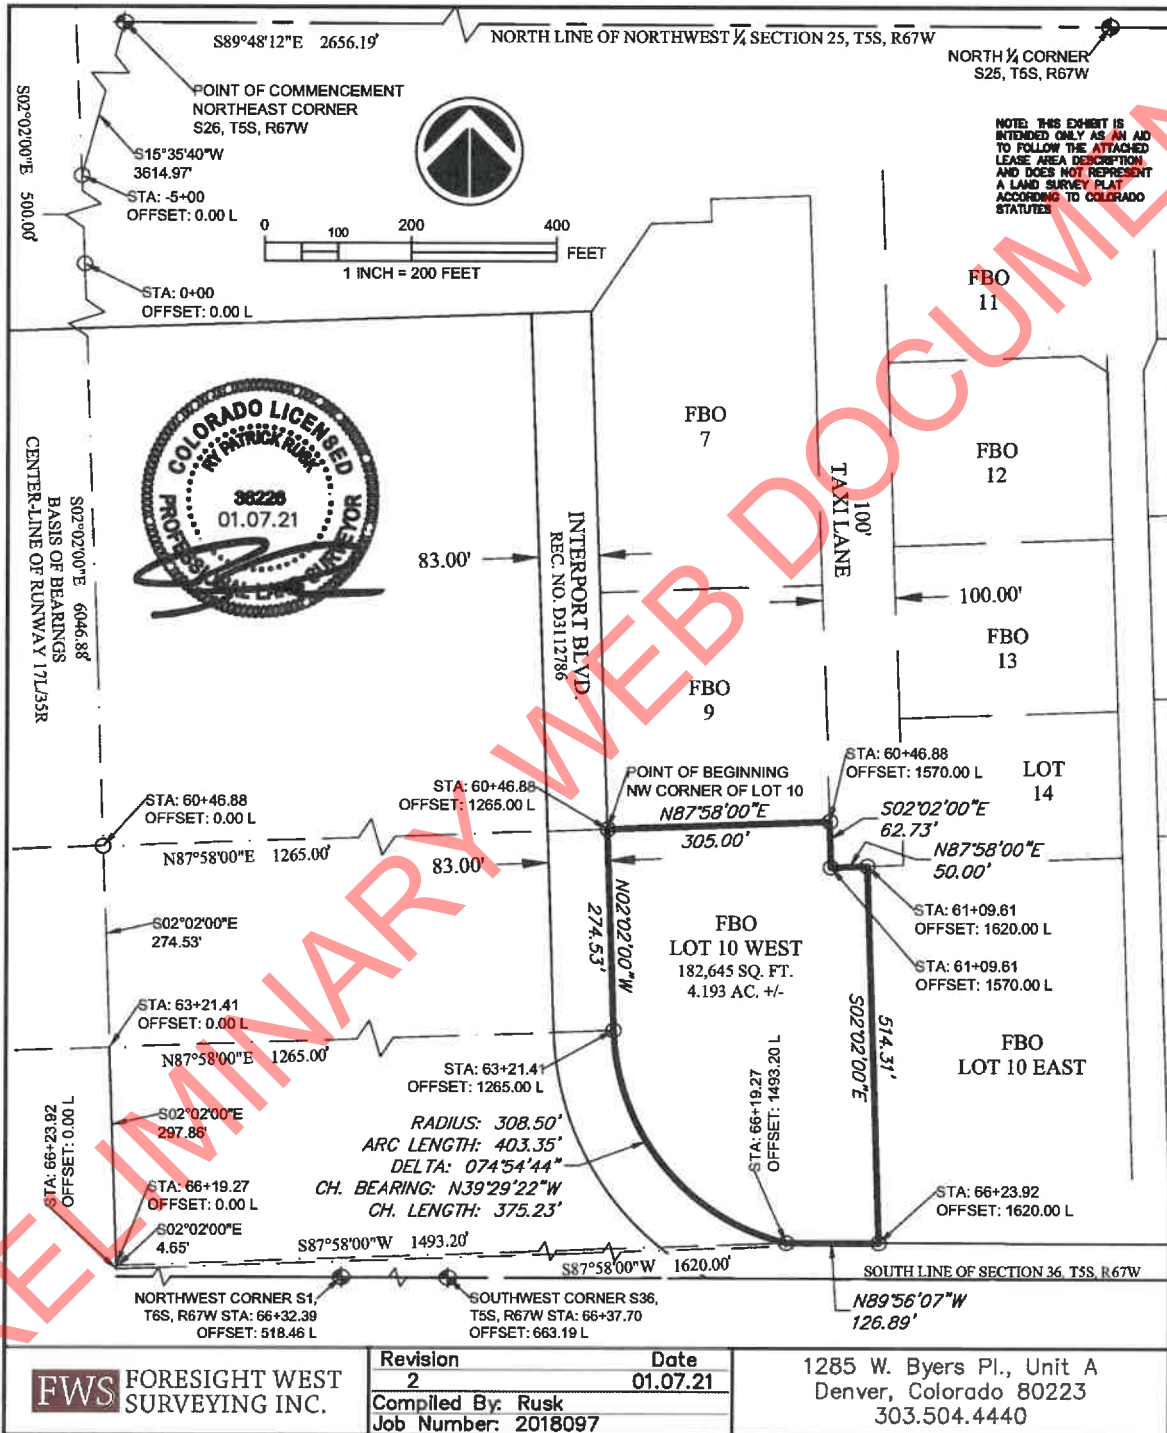 S89°48'12"E 2656.19'
NORTH LINE OF NORTHWEST ¼ SECTION 25, T5S, R67W
NORTH ¼ CORNER
S25, T5S, R67W
POINT OF COMMENCEMENT
NORTHEAST CORNER
S26, T5S, R67W
NOTE: THIS EXHIBIT IS
INTENDED ONLY AS AN AID
TO FOLLOW THE ATTACHED
LEASE AREA DESCRIPTION
AND DOES NOT REPRESENT
A LAND SURVEY PLAT
ACCORDING TO COLORADO
STATUTES
S02°02'00"E 500.00'
S15°35'40"W
3614.97'
STA: -5+00
OFFSET: 0.00 L
0 100 200 400
FEET
1 INCH = 200 FEET
STA: 0+00
OFFSET: 0.00 L
FBO
11
FBO
7
FBO
12
COLORADO LICENSED
RY PATRICK RUSK
38226
01.07.21
PROFESSIONAL LAND SURVEYOR
100'
TAXI LANE
S02°02'00"E 6046.88'
BASIS OF BEARINGS
CENTER-LINE OF RUNWAY 17L/35R
INTERPORT BLVD.
REC. NO. D3112786
83.00'
100.00'
FBO
13
FBO
9
STA: 60+46.88
OFFSET: 1570.00 L
LOT
14
POINT OF BEGINNING
NW CORNER OF LOT 10
STA: 60+46.88
OFFSET: 1265.00 L
STA: 60+46.88
OFFSET: 0.00 L
N87°58'00"E
305.00'
S02°02'00"E
62.73'
N87°58'00"E
50.00'
N87°58'00"E 1265.00'
83.00'
N02°02'00"W
274.53'
S02°02'00"E
274.53'
FBO
LOT 10 WEST
182,645 SQ. FT.
4.193 AC. +/-
STA: 61+09.61
OFFSET: 1620.00 L
STA: 61+09.61
OFFSET: 1570.00 L
STA: 63+21.41
OFFSET: 0.00 L
N87°58'00"E 1265.00'
STA: 63+21.41
OFFSET: 1265.00 L
514.31'
S02°02'00"E
FBO
LOT 10 EAST
STA: 66+19.27
OFFSET: 1493.20 L
S02°02'00"E
297.86'
RADIUS: 308.50'
ARC LENGTH: 403.35'
DELTA: 074°54'44"
CH. BEARING: N39°29'22"W
CH. LENGTH: 375.23'
STA: 66+23.92
OFFSET: 0.00 L
STA: 66+19.27
OFFSET: 0.00 L
S02°02'00"E
4.65'
STA: 66+23.92
OFFSET: 1620.00 L
S87°58'00"W 1493.20'
S87°58'00"W 1620.00'
SOUTH LINE OF SECTION 36, T5S, R67W
NORTHWEST CORNER S1,
T6S, R67W STA: 66+32.39
OFFSET: 518.46 L
SOUTHWEST CORNER S36,
T5S, R67W STA: 66+37.70
OFFSET: 663.19 L
N89°56'07"W
126.89'
PRELIMINARY WEB DOCUMENT
FWS FORESIGHT WEST
SURVEYING INC.
Revision Date
2 01.07.21
Compiled By: Rusk
Job Number: 2018097
1285 W. Byers Pl., Unit A
Denver, Colorado 80223
303.504.4440